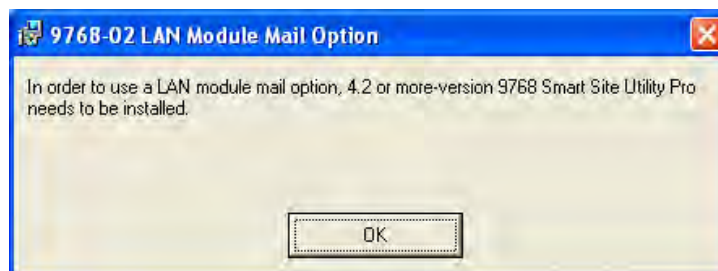 9768-02 LAN Module Mail Option
In order to use a LAN module mail option, 4.2 or more-version 9768 Smart Site Utility Pro
needs to be installed.
OK